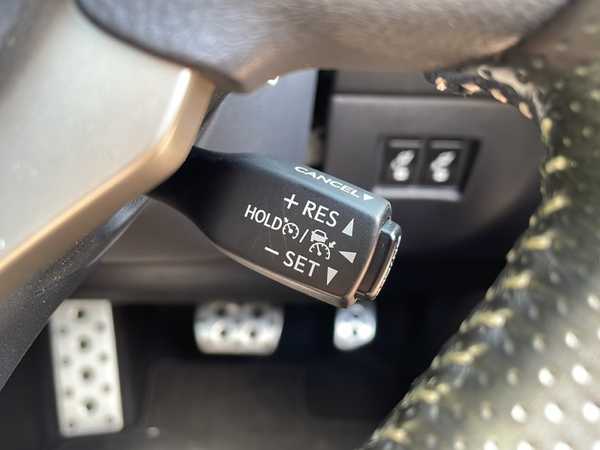 CANCEL▼
+ RES ▲
HOLD /
− SET ▼